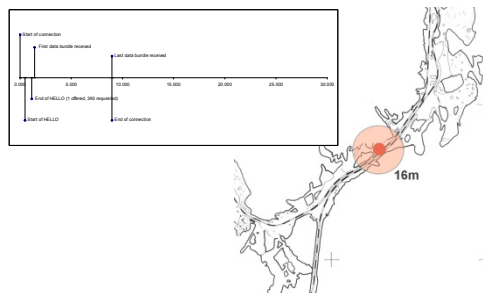 Start of connection
First data bundle received
Last data bundle received
0.000 5.000 10.000 15.000 20.000 25.000 30.000
End of HELLO (1 offered, 360 requested)
Start of HELLO
End of connection
16m